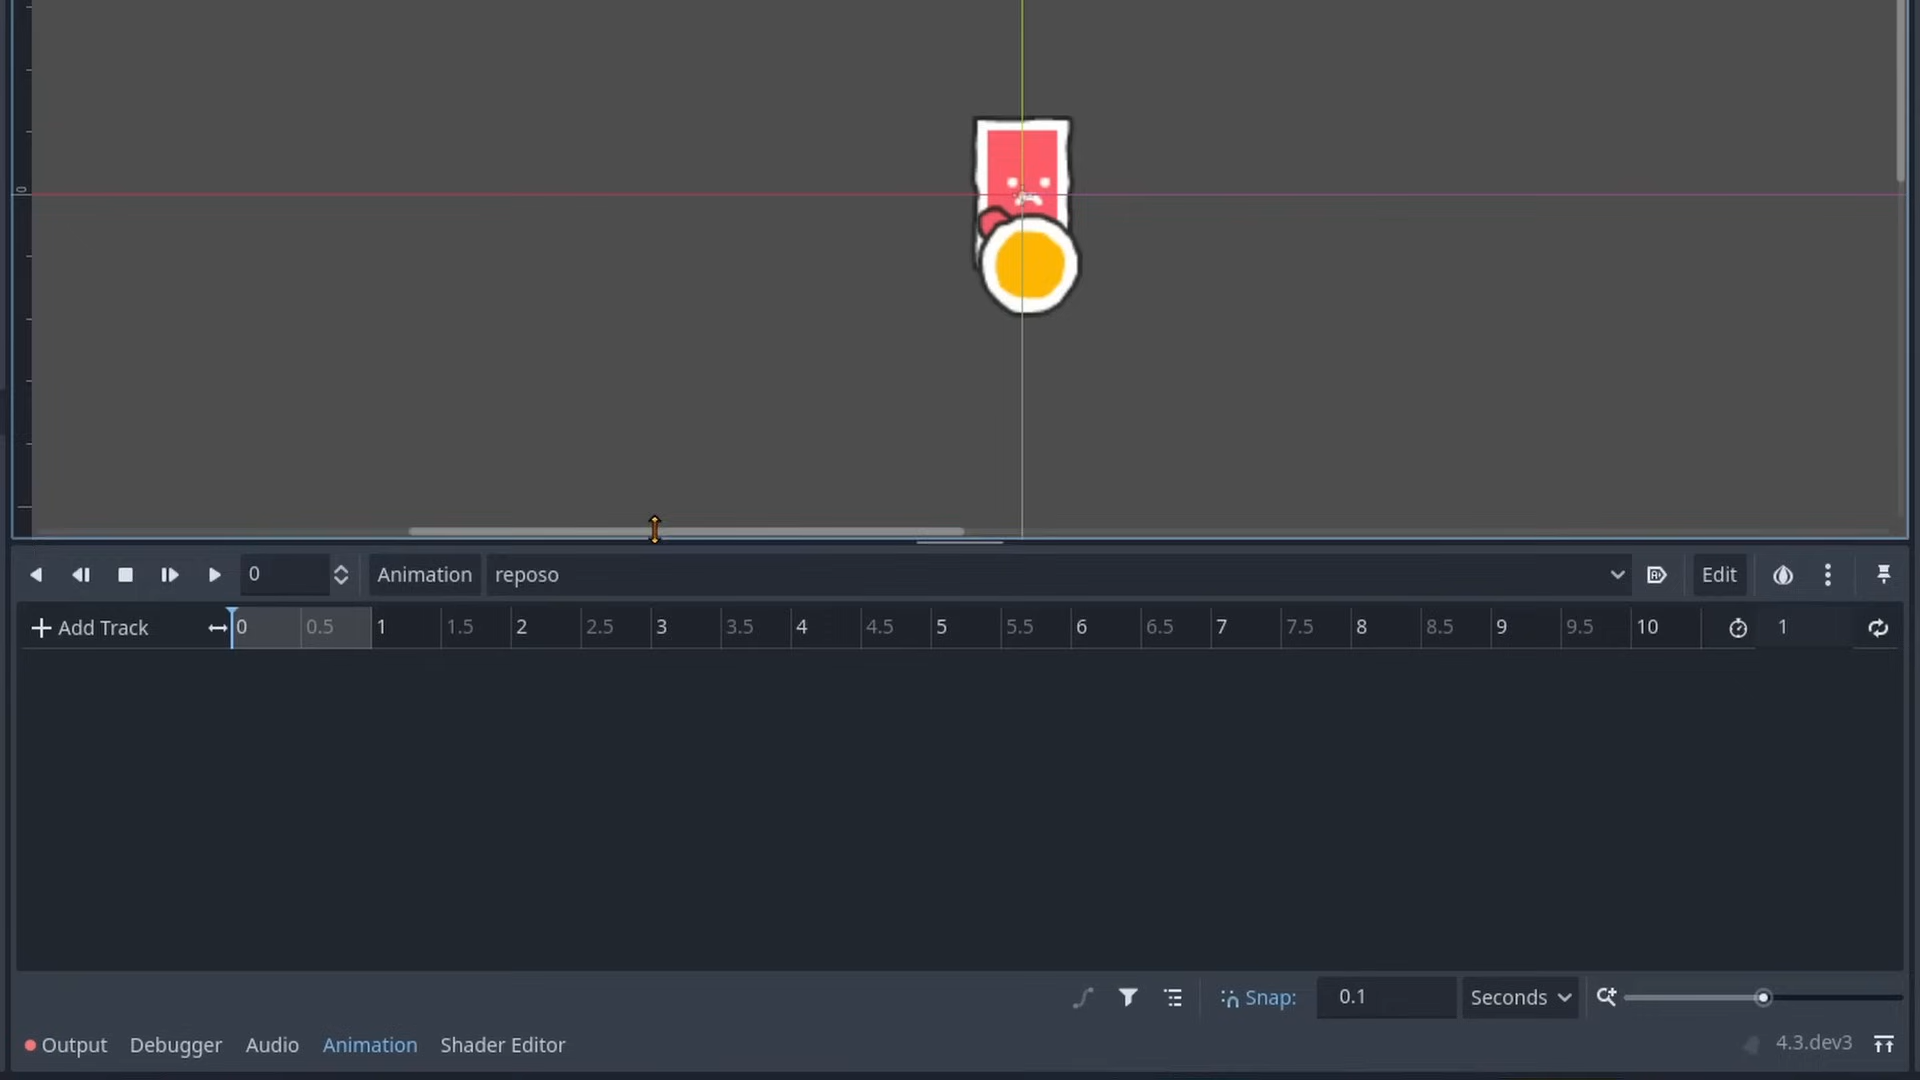 0
0 Animation reposo Edit
Add Track 0 0.5 1 1.5 2 2.5 3 3.5 4 4.5 5 5.5 6 6.5 7 7.5 8 8.5 9 9.5 10 1
Snap: 0.1 Seconds
Output Debugger Audio Animation Shader Editor 4.3.dev3